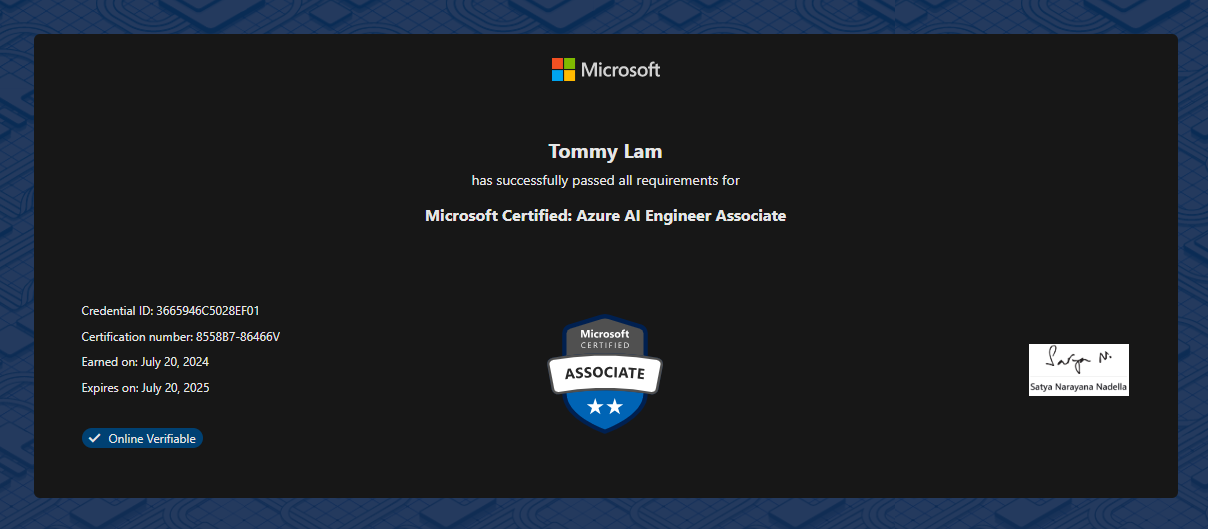 Microsoft
Tommy Lam
has successfully passed all requirements for
Microsoft Certified: Azure AI Engineer Associate
Credential ID: 3665946C5028EF01
Certification number: 8558B7-86466V
Earned on: July 20, 2024
Expires on: July 20, 2025
Online Verifiable
Microsoft
CERTIFIED
ASSOCIATE
Satya N.
Satya Narayana Nadella